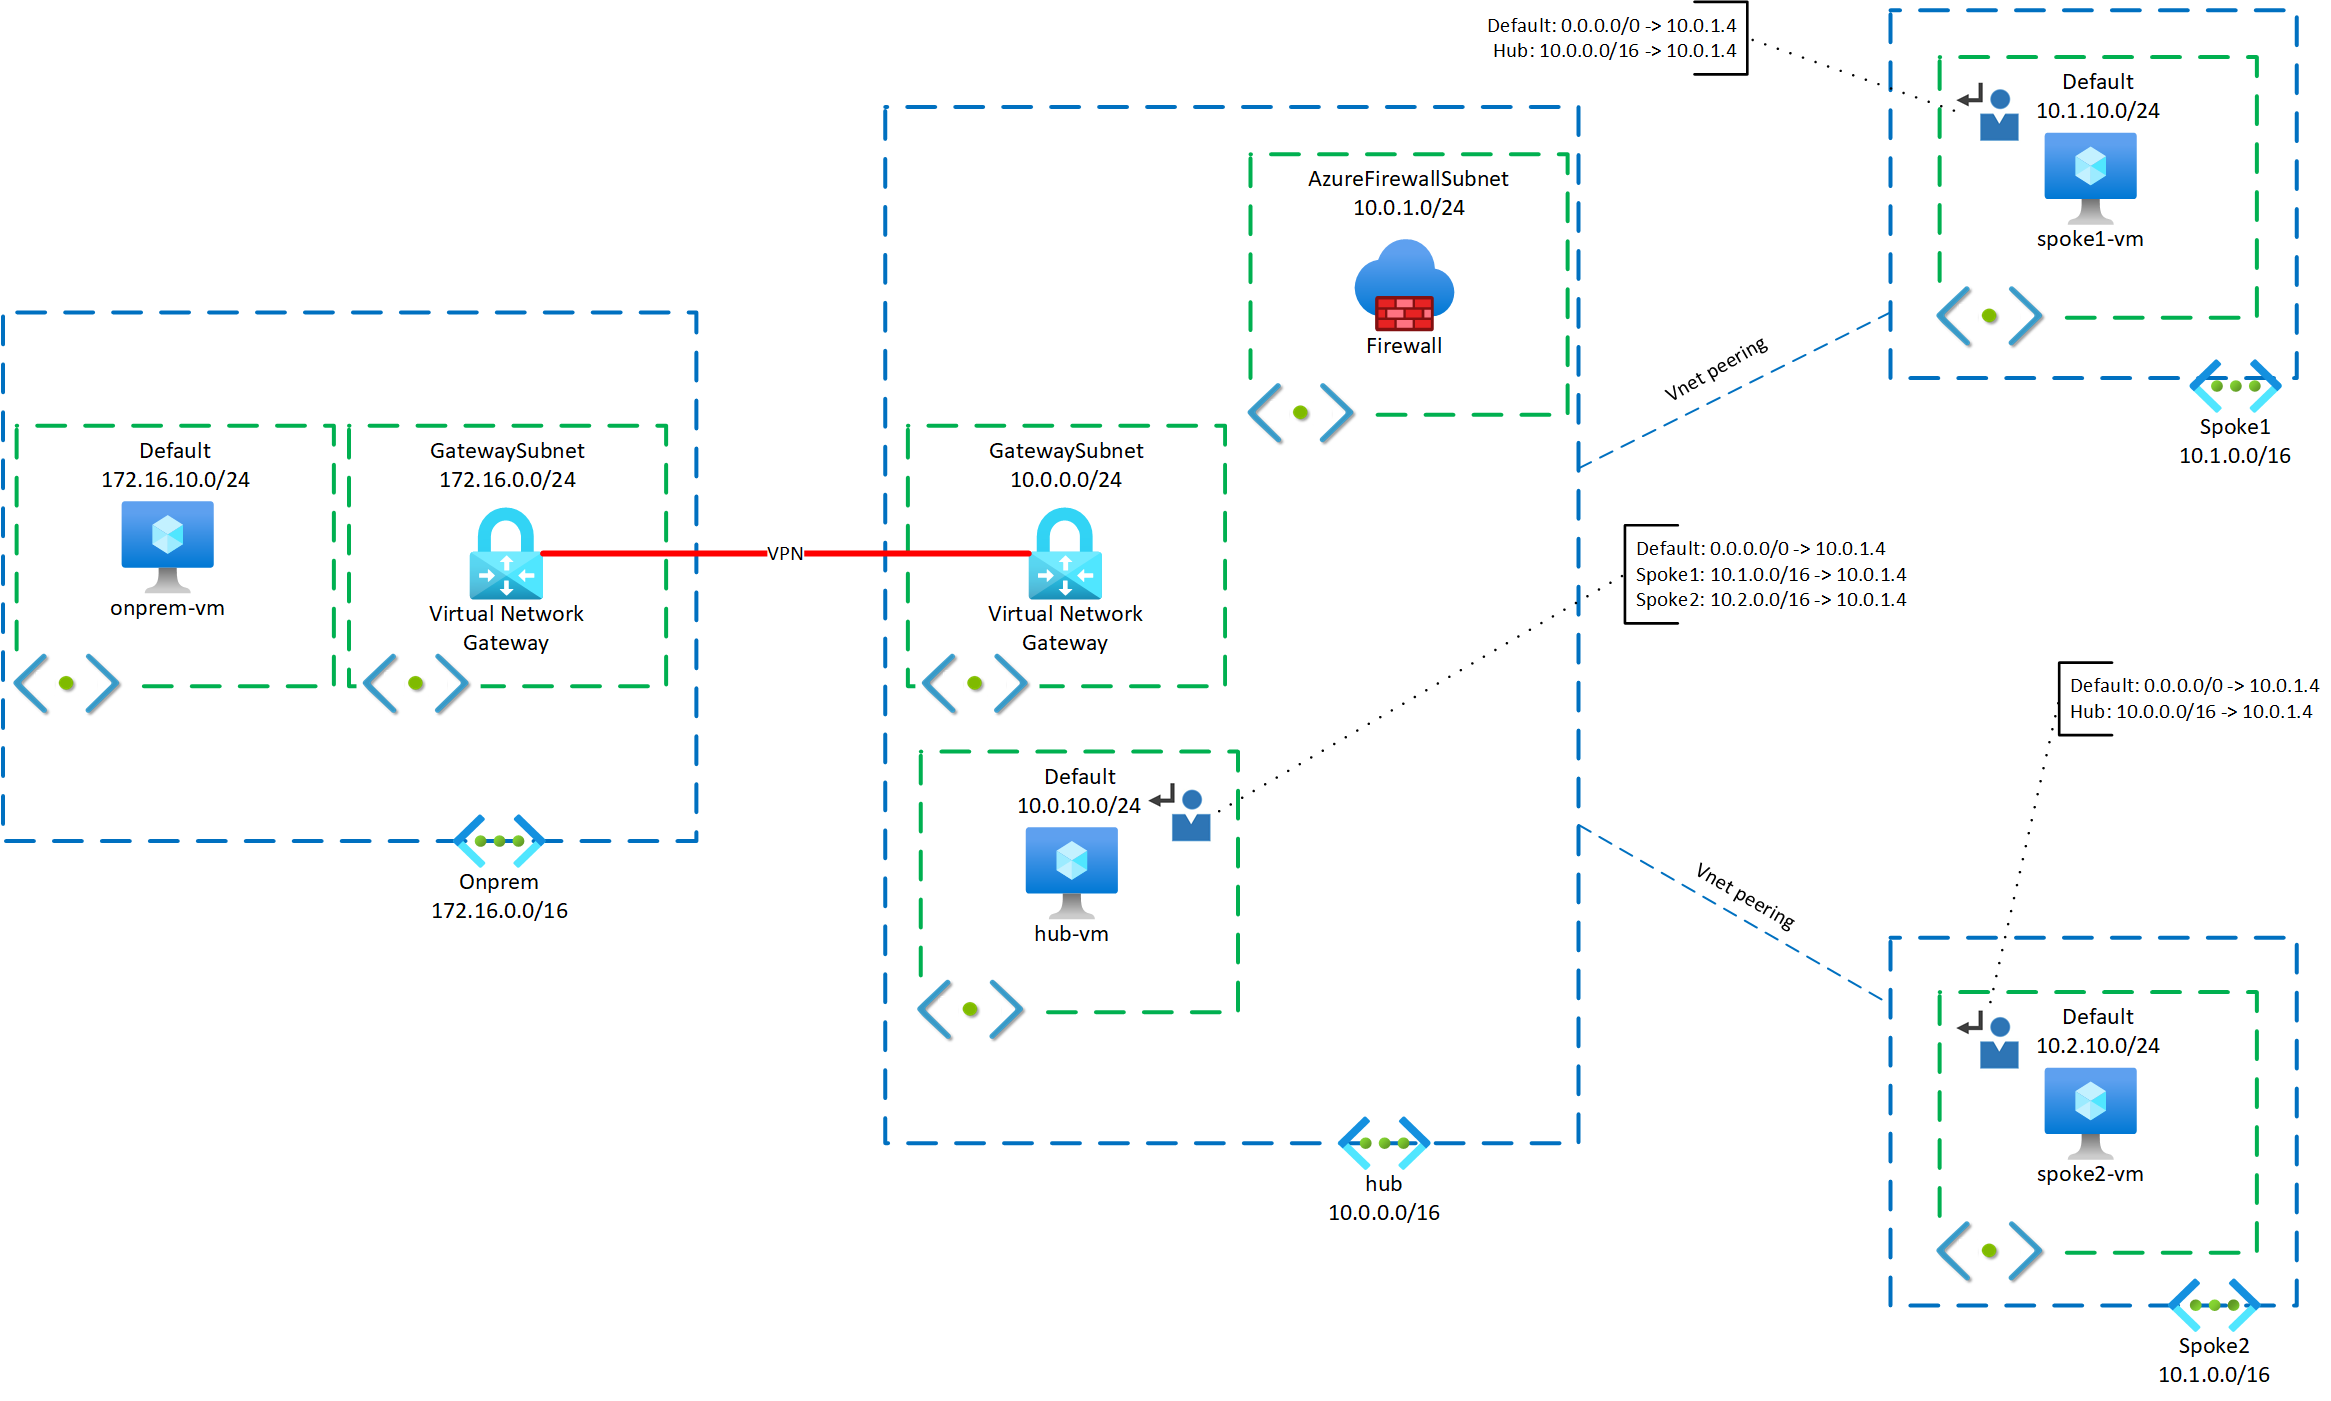 Default: 0.0.0.0/0 -> 10.0.1.4
Hub: 10.0.0.0/16 -> 10.0.1.4
Default
10.1.10.0/24
spoke1-vm
Spoke1
10.1.0.0/16
AzureFirewallSubnet
10.0.1.0/24
Firewall
Vnet peering
Default
172.16.10.0/24
onprem-vm
GatewaySubnet
172.16.0.0/24
Virtual Network
Gateway
VPN
GatewaySubnet
10.0.0.0/24
Virtual Network
Gateway
Default: 0.0.0.0/0 -> 10.0.1.4
Spoke1: 10.1.0.0/16 -> 10.0.1.4
Spoke2: 10.2.0.0/16 -> 10.0.1.4
Default: 0.0.0.0/0 -> 10.0.1.4
Hub: 10.0.0.0/16 -> 10.0.1.4
Default
10.0.10.0/24
hub-vm
Onprem
172.16.0.0/16
Vnet peering
hub
10.0.0.0/16
Default
10.2.10.0/24
spoke2-vm
Spoke2
10.1.0.0/16